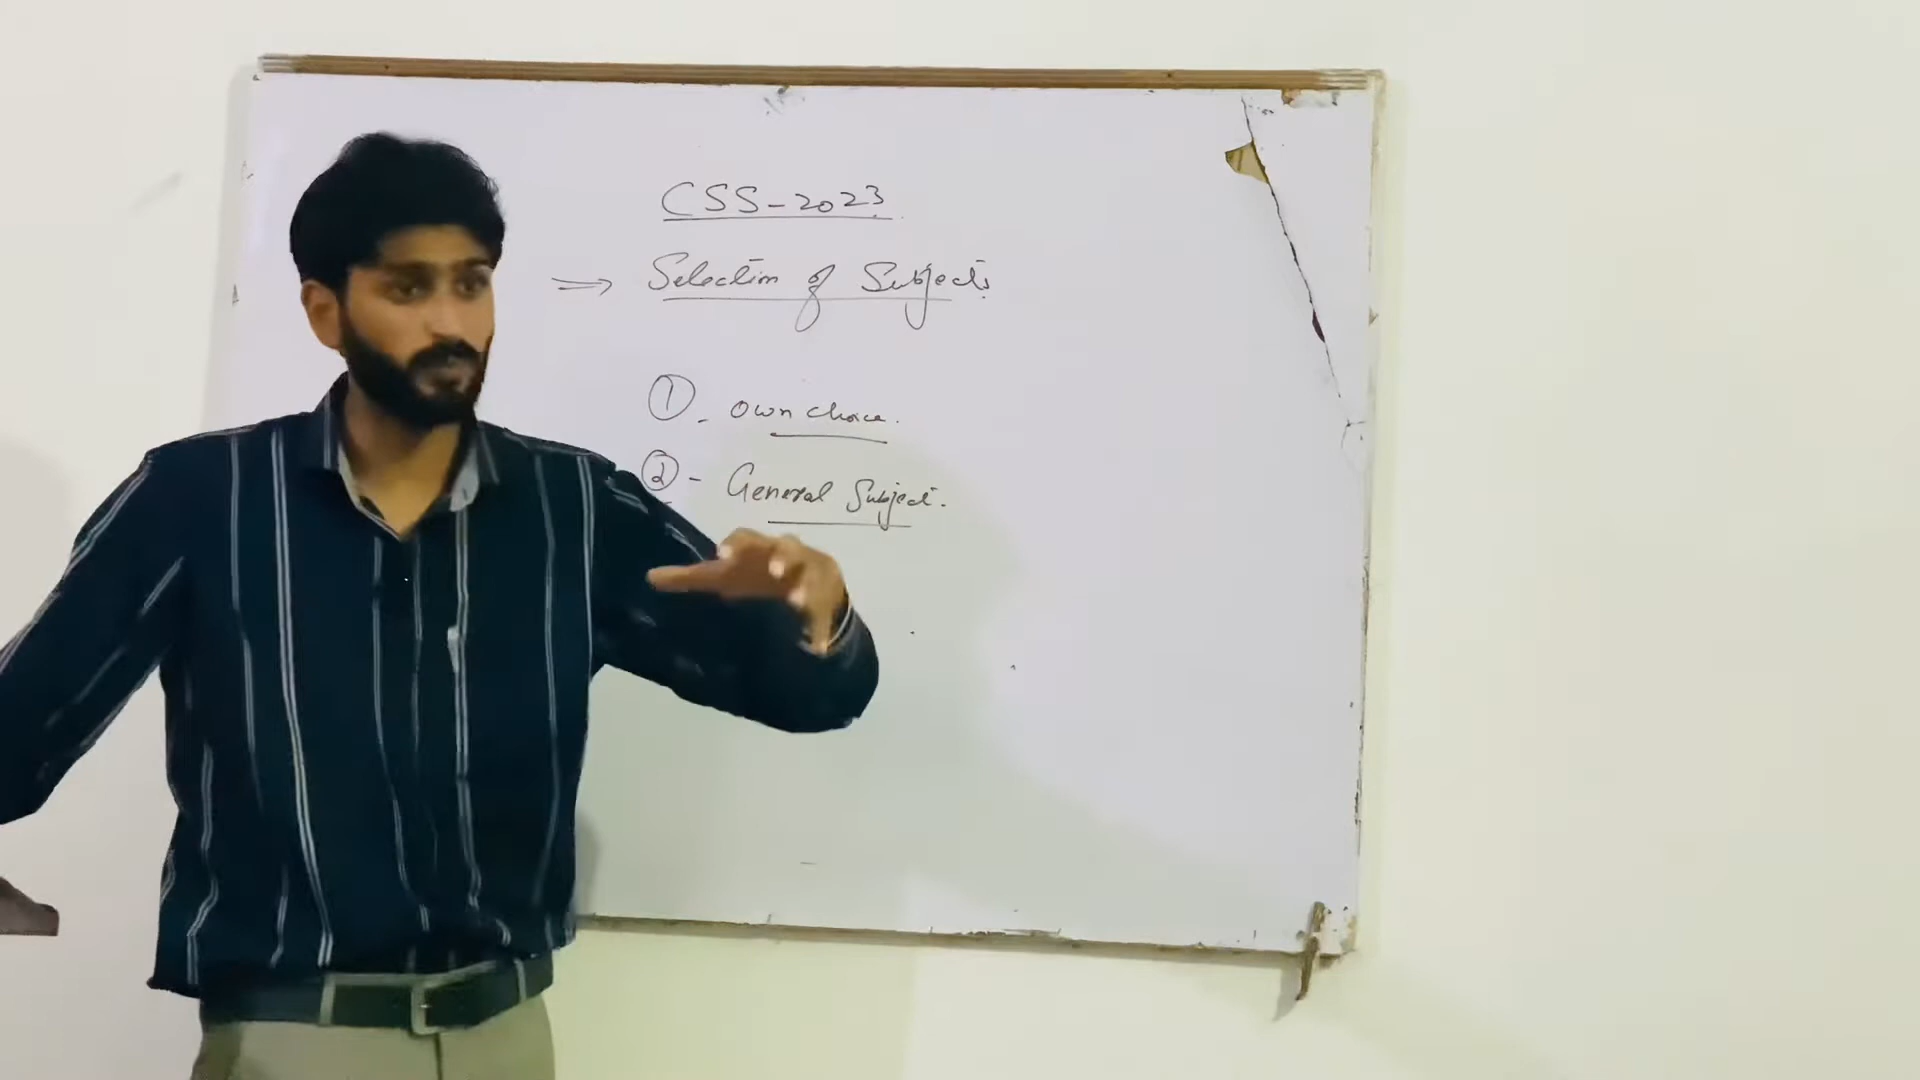 CSS-2023
⇒ Selection of Subjects
① - own choice.
② - General Subject.